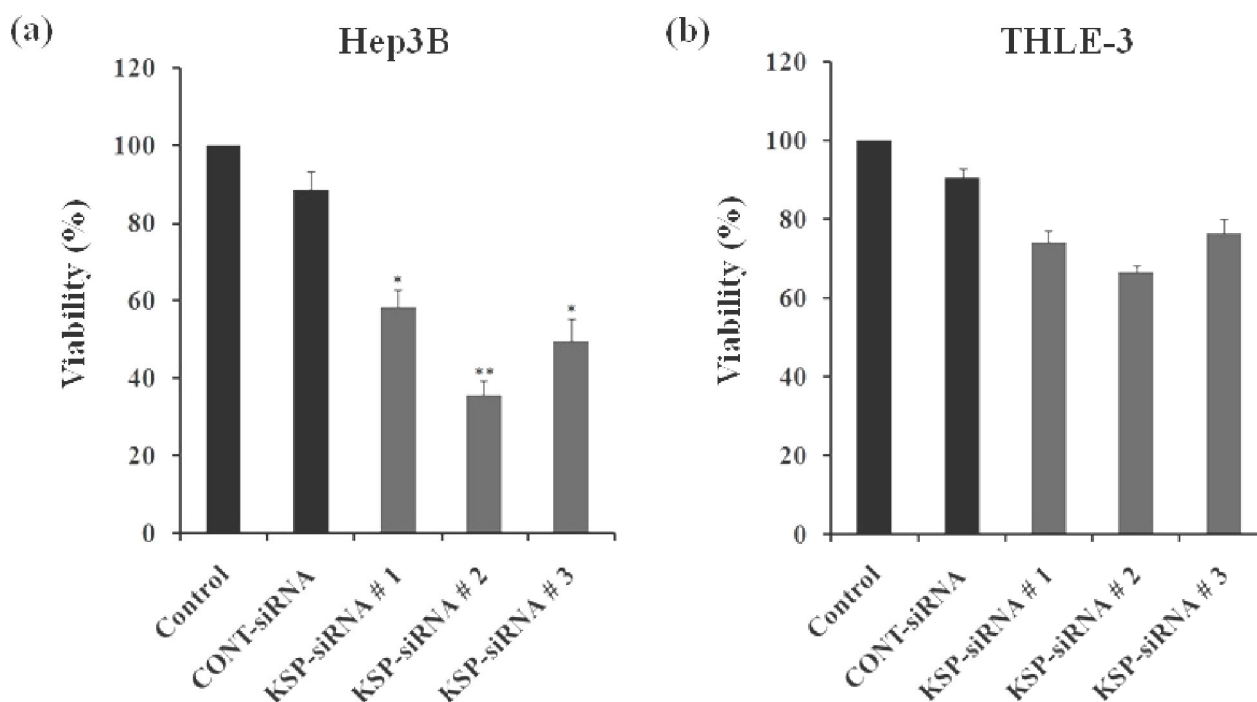 (a)
Hep3B
120
100
80
60
40
20
0
Viability (%)
*
**
*
Control
CONT-siRNA
KSP-siRNA # 1
KSP-siRNA # 2
KSP-siRNA # 3
(b)
THLE-3
120
100
80
60
40
20
0
Viability (%)
Control
CONT-siRNA
KSP-siRNA # 1
KSP-siRNA # 2
KSP-siRNA # 3